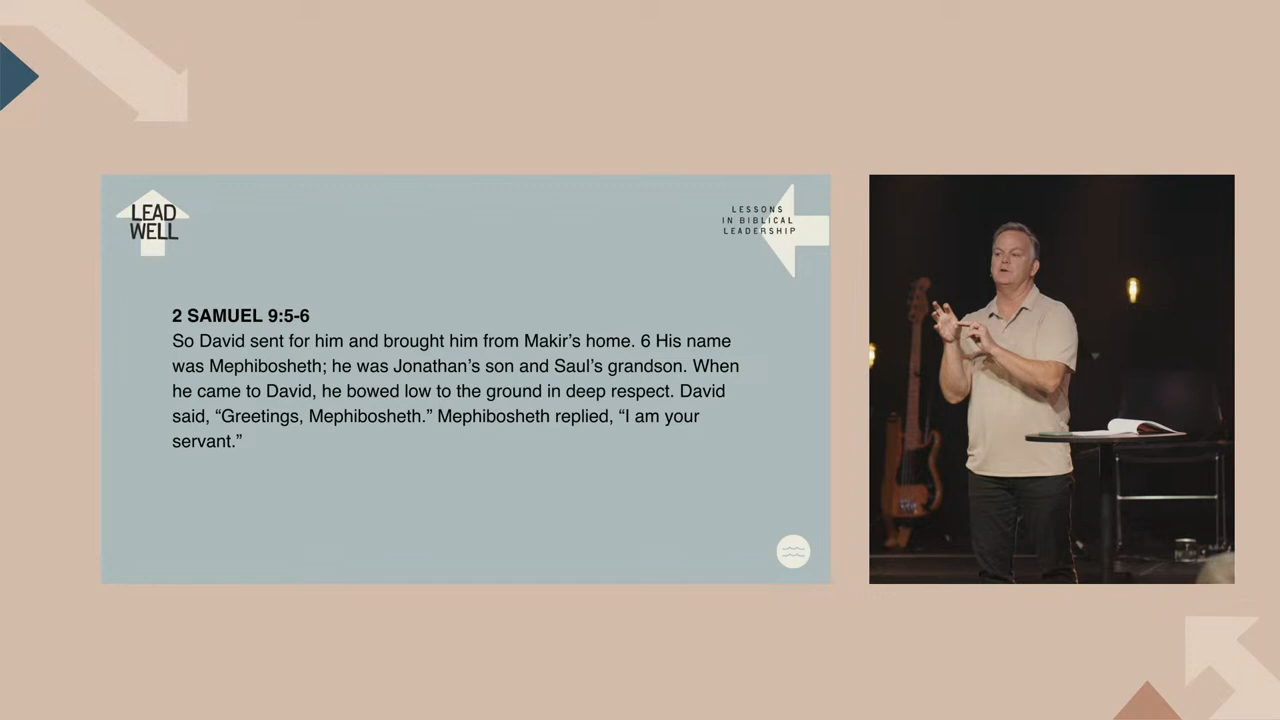 LEAD
WELL
LESSONS
IN BIBLICAL
LEADERSHIP
2 SAMUEL 9:5-6
So David sent for him and brought him from Makir’s home. 6 His name
was Mephibosheth; he was Jonathan’s son and Saul’s grandson. When
he came to David, he bowed low to the ground in deep respect. David
said, “Greetings, Mephibosheth.” Mephibosheth replied, “I am your
servant.”